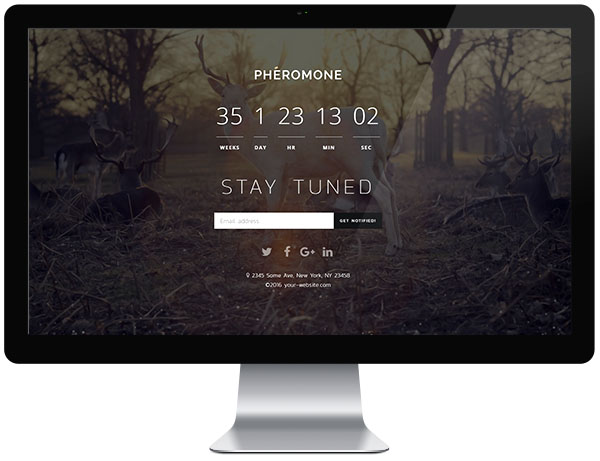 PHÉROMONE
35 1 23 13 02
WEEKS DAY HR MIN SEC
STAY TUNED
Email address GET NOTIFIED!
2345 Some Ave, New York, NY 23458
©2016 your-website.com